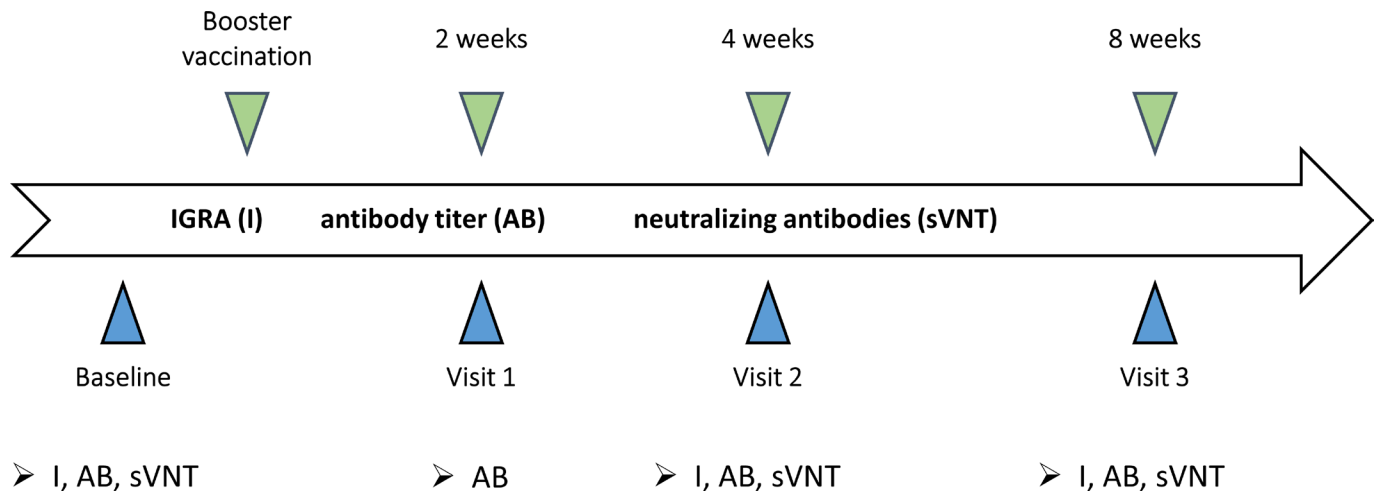 Booster
vaccination
2 weeks
4 weeks
8 weeks
IGRA (I)
antibody titer (AB)
neutralizing antibodies (sVNT)
Baseline
Visit 1
Visit 2
Visit 3
➢ I, AB, sVNT
➢ AB
➢ I, AB, sVNT
➢ I, AB, sVNT